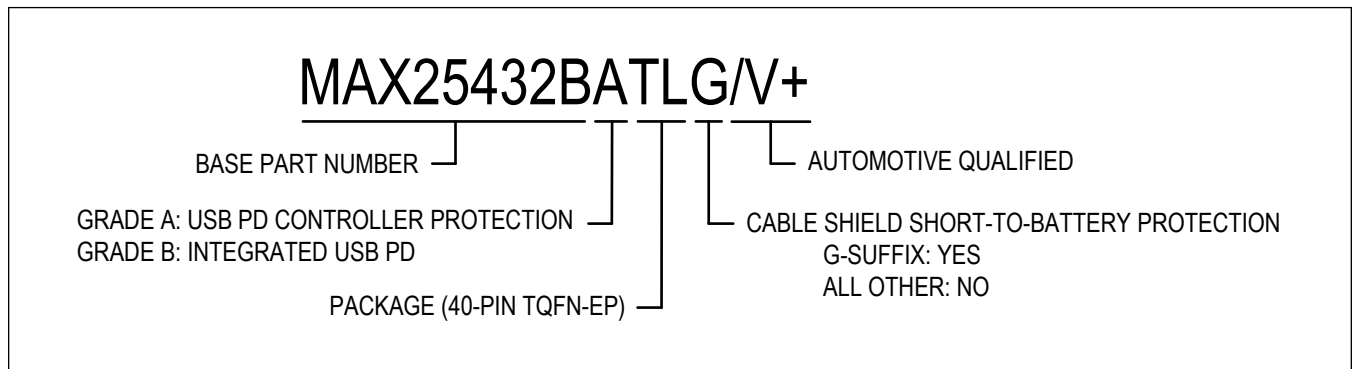 MAX25432BATLG/V+
BASE PART NUMBER
AUTOMOTIVE QUALIFIED
GRADE A: USB PD CONTROLLER PROTECTION
GRADE B: INTEGRATED USB PD
CABLE SHIELD SHORT-TO-BATTERY PROTECTION
G-SUFFIX: YES
ALL OTHER: NO
PACKAGE (40-PIN TQFN-EP)